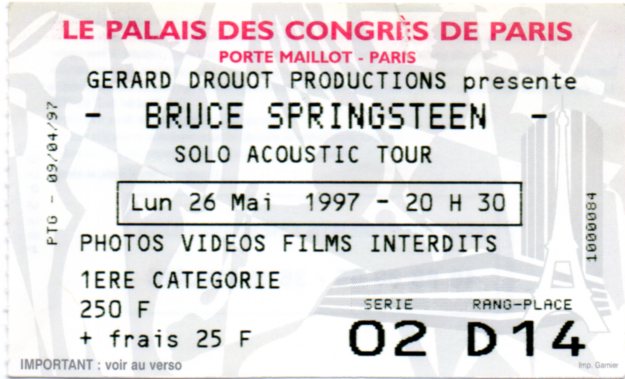 LE PALAIS DES CONGRÈS DE PARIS
PORTE MAILLOT - PARIS
GERARD DROUOT PRODUCTIONS presente
- BRUCE SPRINGSTEEN -
SOLO ACOUSTIC TOUR
Lun 26 Mai 1997 - 20 H 30
PHOTOS VIDEOS FILMS INTERDITS
1ERE CATEGORIE
250 F
+ frais 25 F
SERIE RANG-PLACE
02 D 14
IMPORTANT : voir au verso
Imp. Garnier
PTG - 09/04/97
1000084